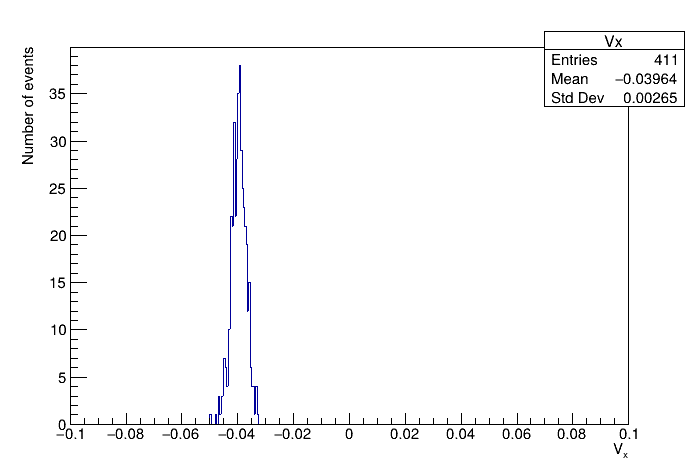 Vx
Entries 411
Mean −0.03964
Std Dev 0.00265
Number of events
35
30
25
20
15
10
5
0
−0.1 −0.08 −0.06 −0.04 −0.02 0 0.02 0.04 0.06 0.08 0.1
Vx